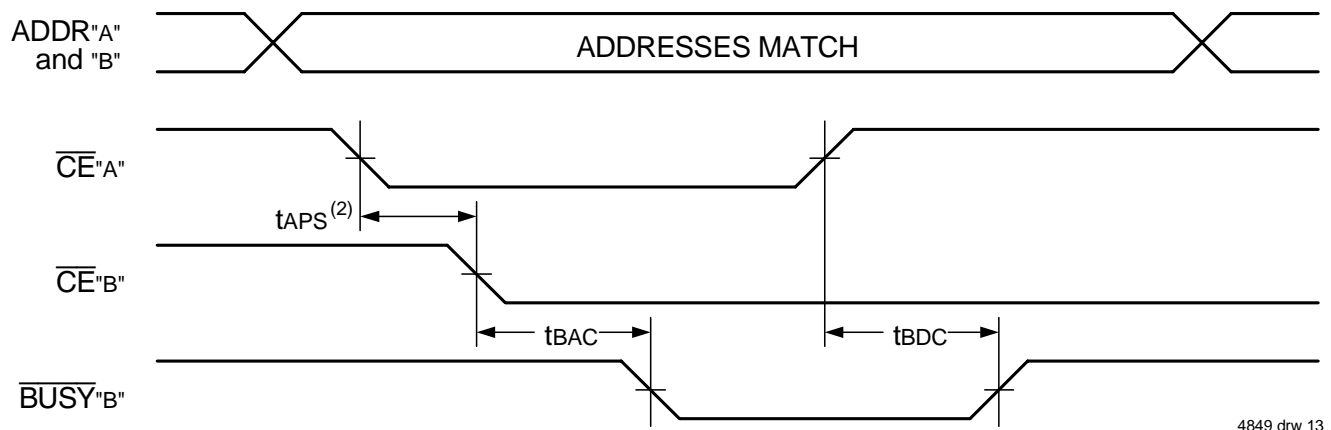 ADDR"A"
and "B"
ADDRESSES MATCH
CE"A"
tAPS(2)
CE"B"
tBAC
tBDC
BUSY"B"
4849 drw 13